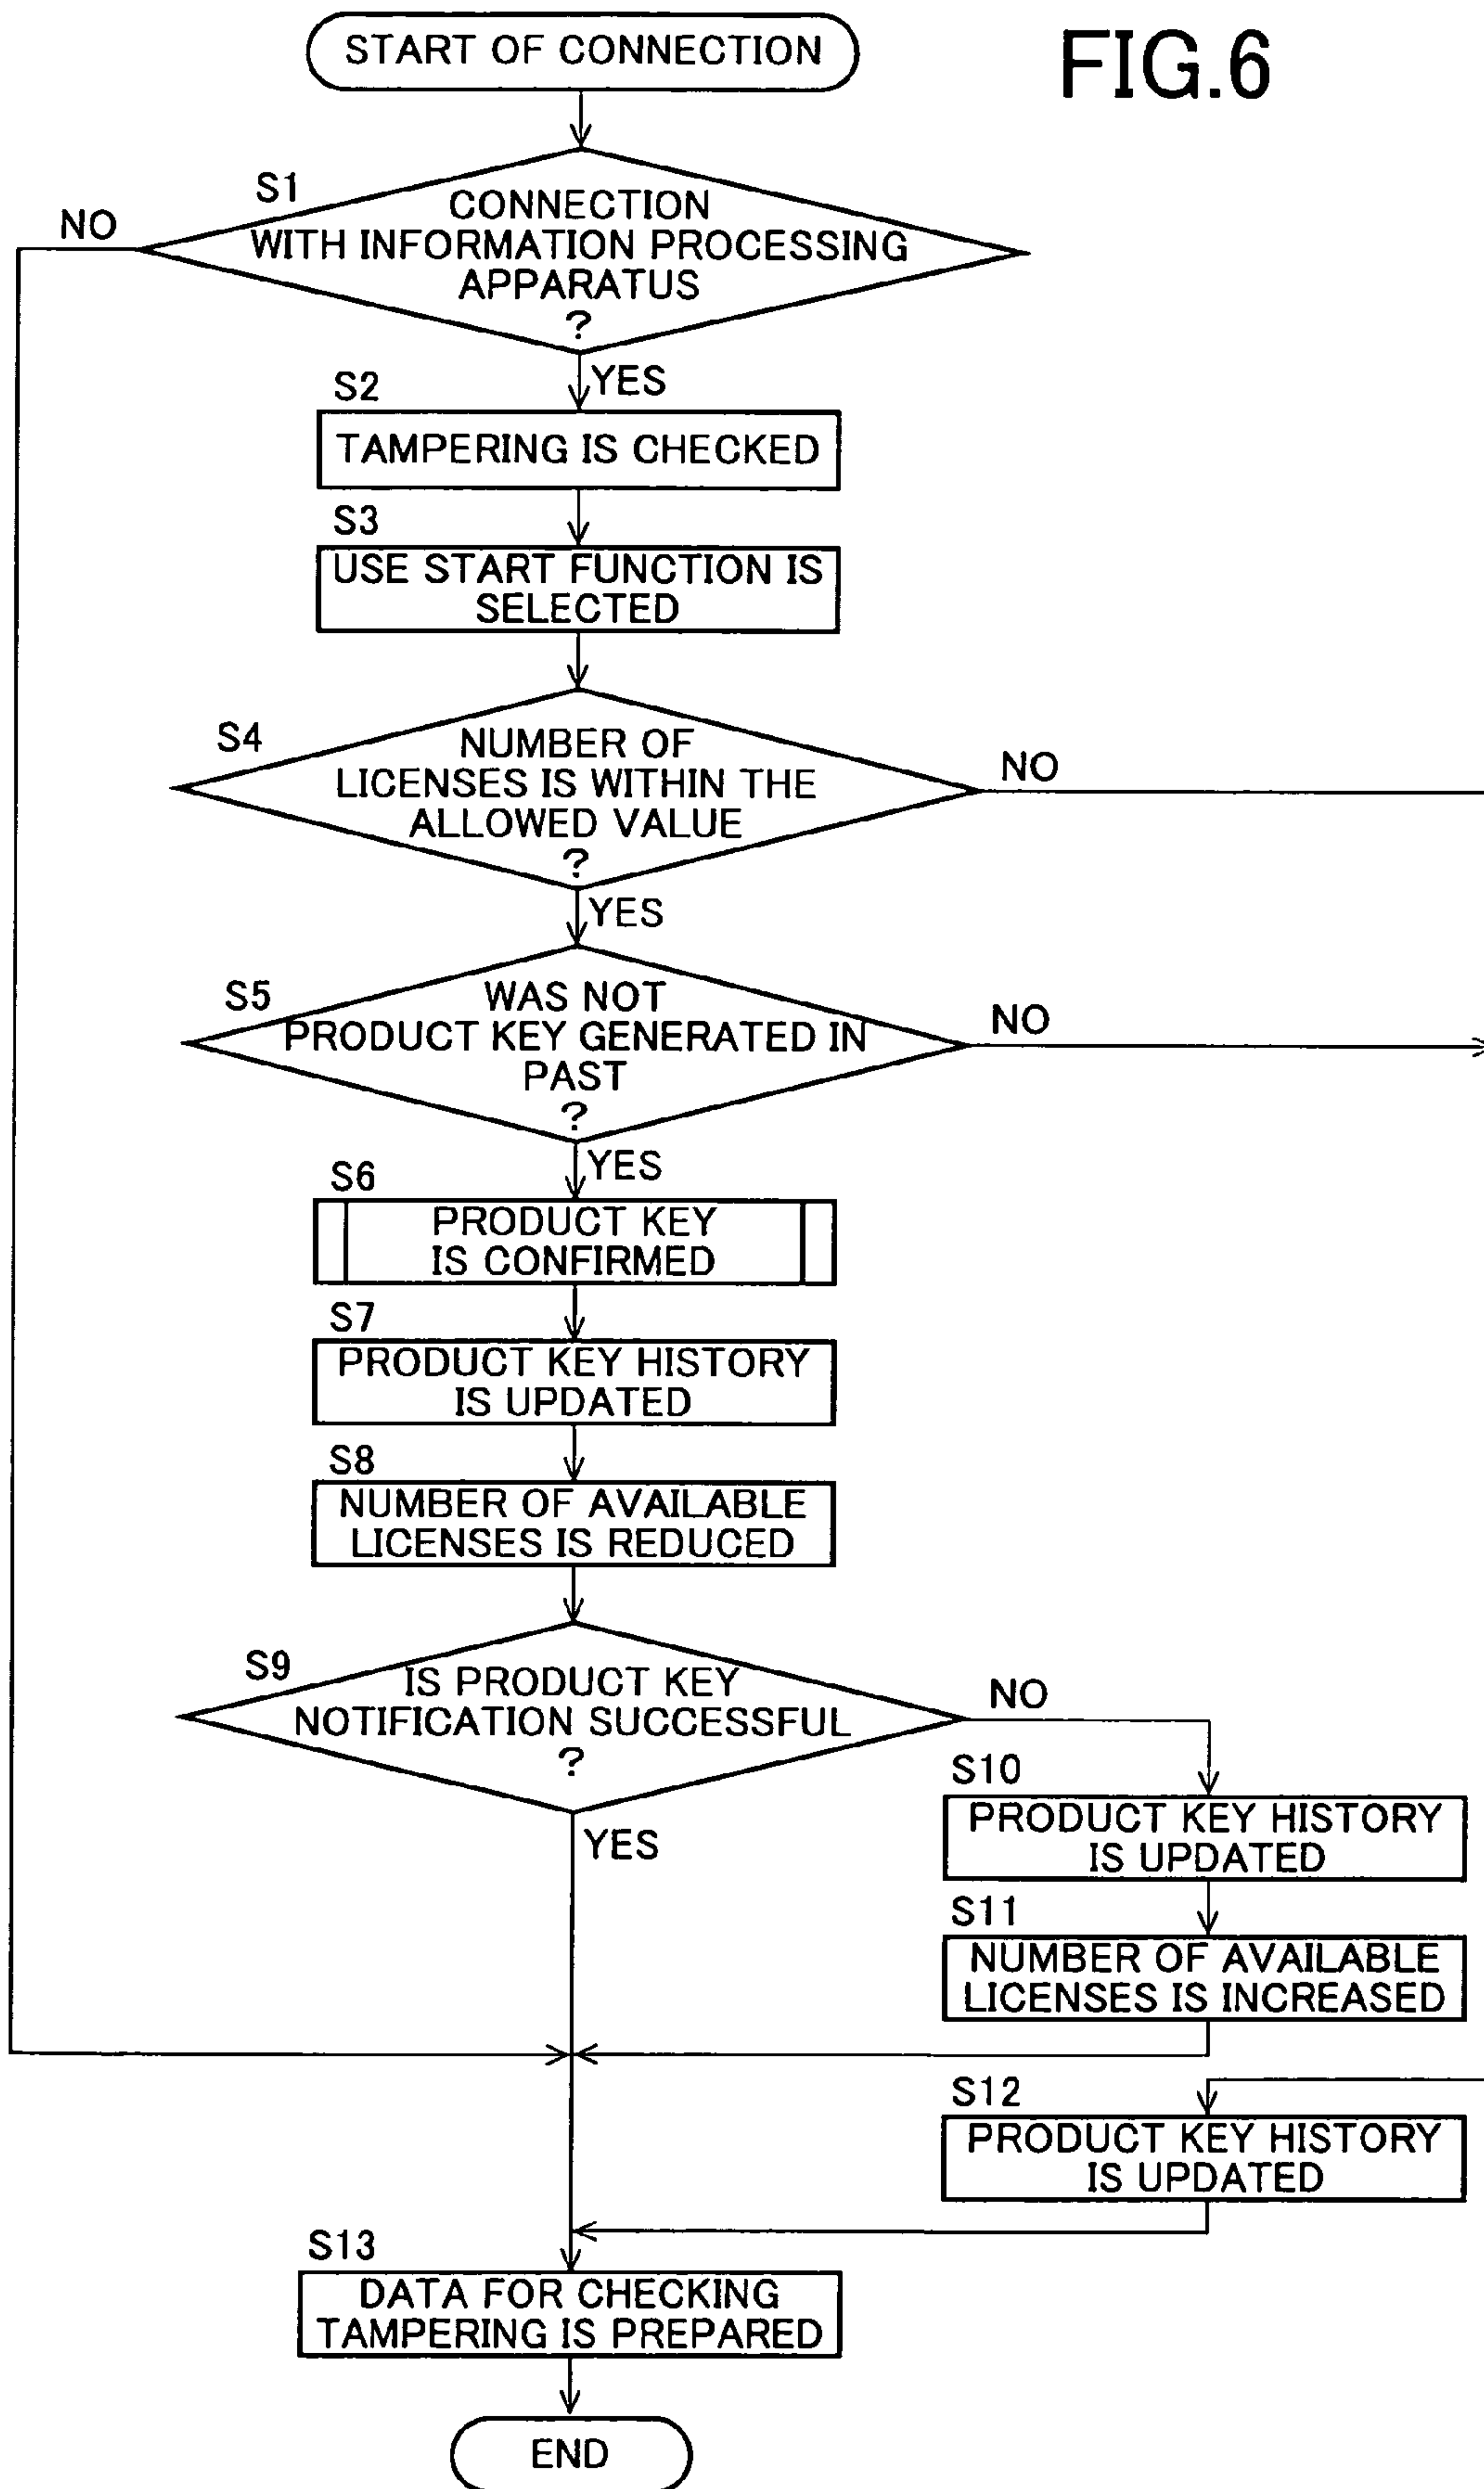 START OF CONNECTION
FIG.6
S1
CONNECTION
WITH INFORMATION PROCESSING
APPARATUS
?
NO
YES
S2
TAMPERING IS CHECKED
S3
USE START FUNCTION IS
SELECTED
S4
NUMBER OF
LICENSES IS WITHIN THE
ALLOWED VALUE
?
NO
YES
S5
WAS NOT
PRODUCT KEY GENERATED IN
PAST
?
NO
YES
S6
PRODUCT KEY
IS CONFIRMED
S7
PRODUCT KEY HISTORY
IS UPDATED
S8
NUMBER OF AVAILABLE
LICENSES IS REDUCED
S9
IS PRODUCT KEY
NOTIFICATION SUCCESSFUL
?
NO
YES
S10
PRODUCT KEY HISTORY
IS UPDATED
S11
NUMBER OF AVAILABLE
LICENSES IS INCREASED
S12
PRODUCT KEY HISTORY
IS UPDATED
S13
DATA FOR CHECKING
TAMPERING IS PREPARED
END